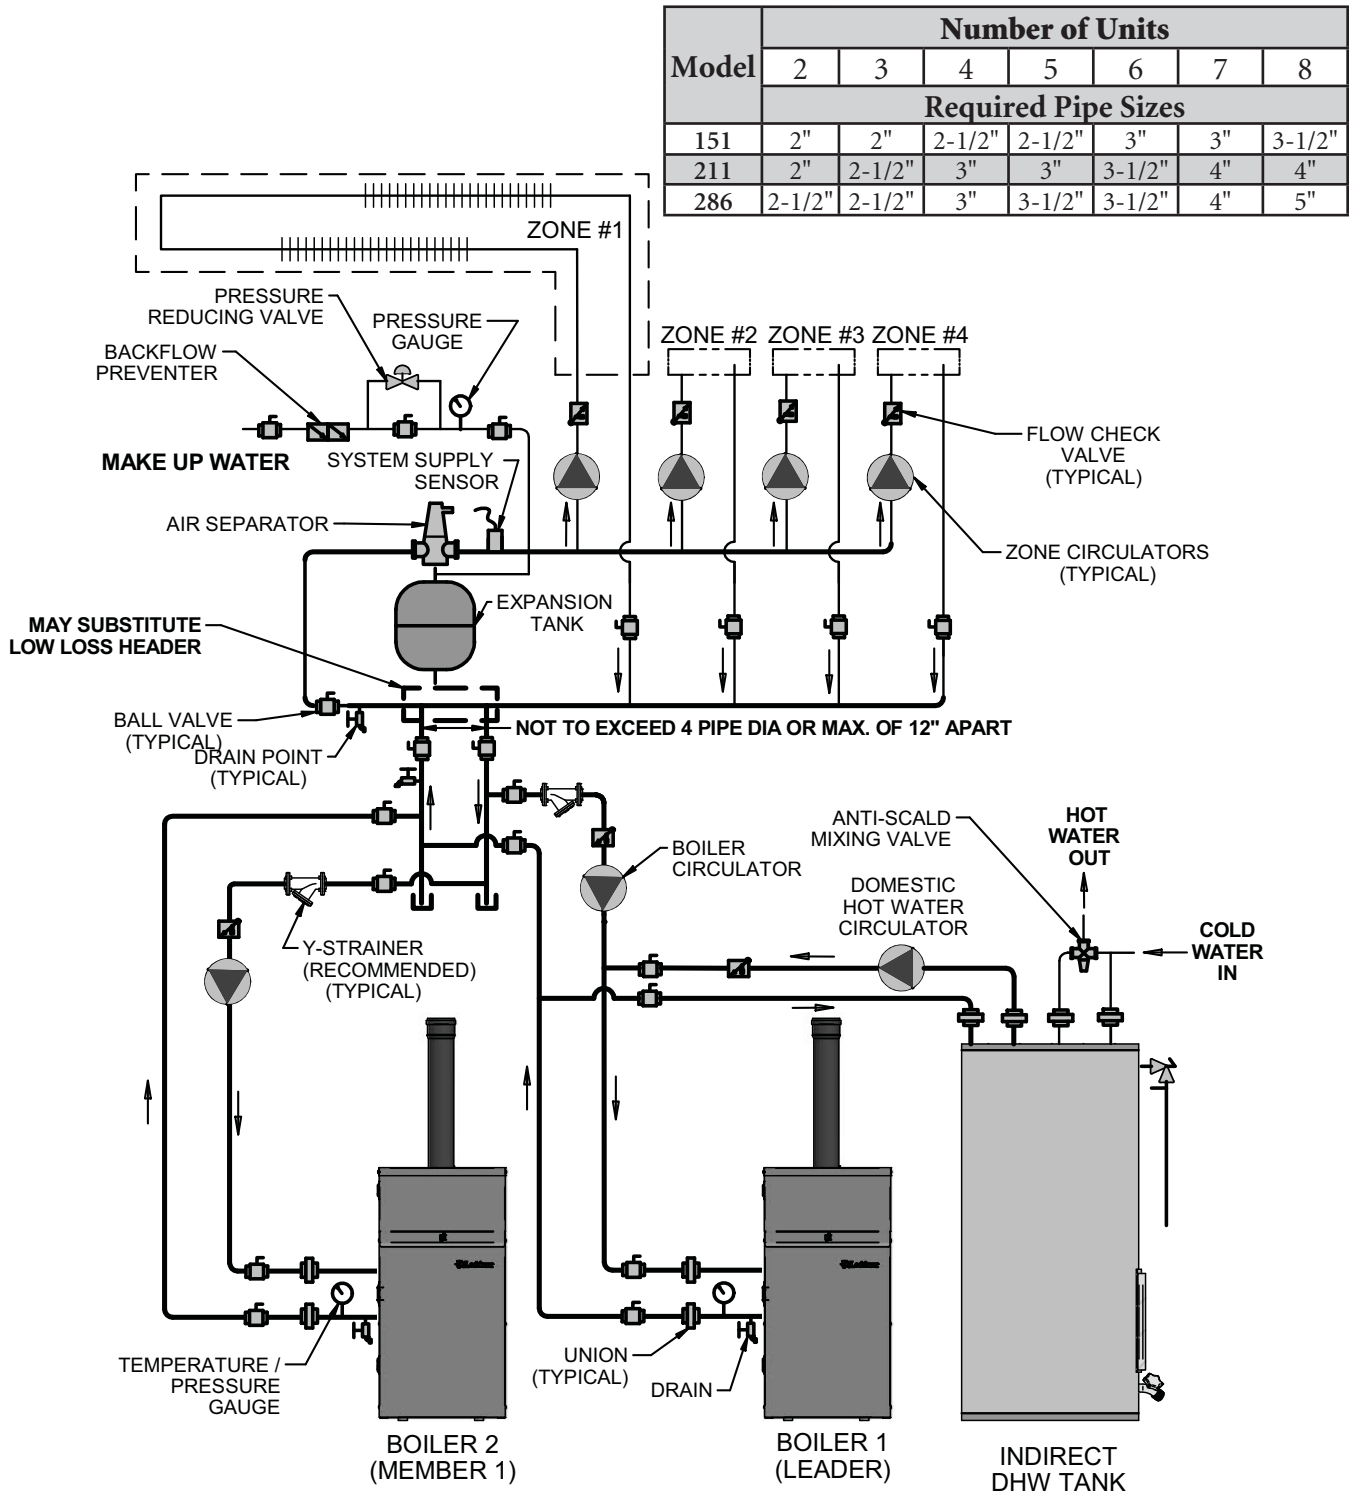 Number of Units
Model 2 3 4 5 6 7 8
Required Pipe Sizes
151 2" 2" 2-1/2" 2-1/2" 3" 3" 3-1/2"
211 2" 2-1/2" 3" 3" 3-1/2" 4" 4"
286 2-1/2" 2-1/2" 3" 3-1/2" 3-1/2" 4" 5"
ZONE #1
PRESSURE
REDUCING VALVE
PRESSURE
GAUGE
ZONE #2
ZONE #3
ZONE #4
BACKFLOW
PREVENTER
MAKE UP WATER
SYSTEM SUPPLY
SENSOR
FLOW CHECK
VALVE
(TYPICAL)
AIR SEPARATOR
ZONE CIRCULATORS
(TYPICAL)
EXPANSION
TANK
MAY SUBSTITUTE
LOW LOSS HEADER
BALL VALVE
(TYPICAL)
DRAIN POINT
(TYPICAL)
NOT TO EXCEED 4 PIPE DIA OR MAX. OF 12" APART
BOILER
CIRCULATOR
ANTI-SCALD
MIXING VALVE
HOT
WATER
OUT
DOMESTIC
HOT WATER
CIRCULATOR
COLD
WATER
IN
Y-STRAINER
(RECOMMENDED)
(TYPICAL)
TEMPERATURE /
PRESSURE
GAUGE
UNION
(TYPICAL)
DRAIN
BOILER 2
(MEMBER 1)
BOILER 1
(LEADER)
INDIRECT
DHW TANK